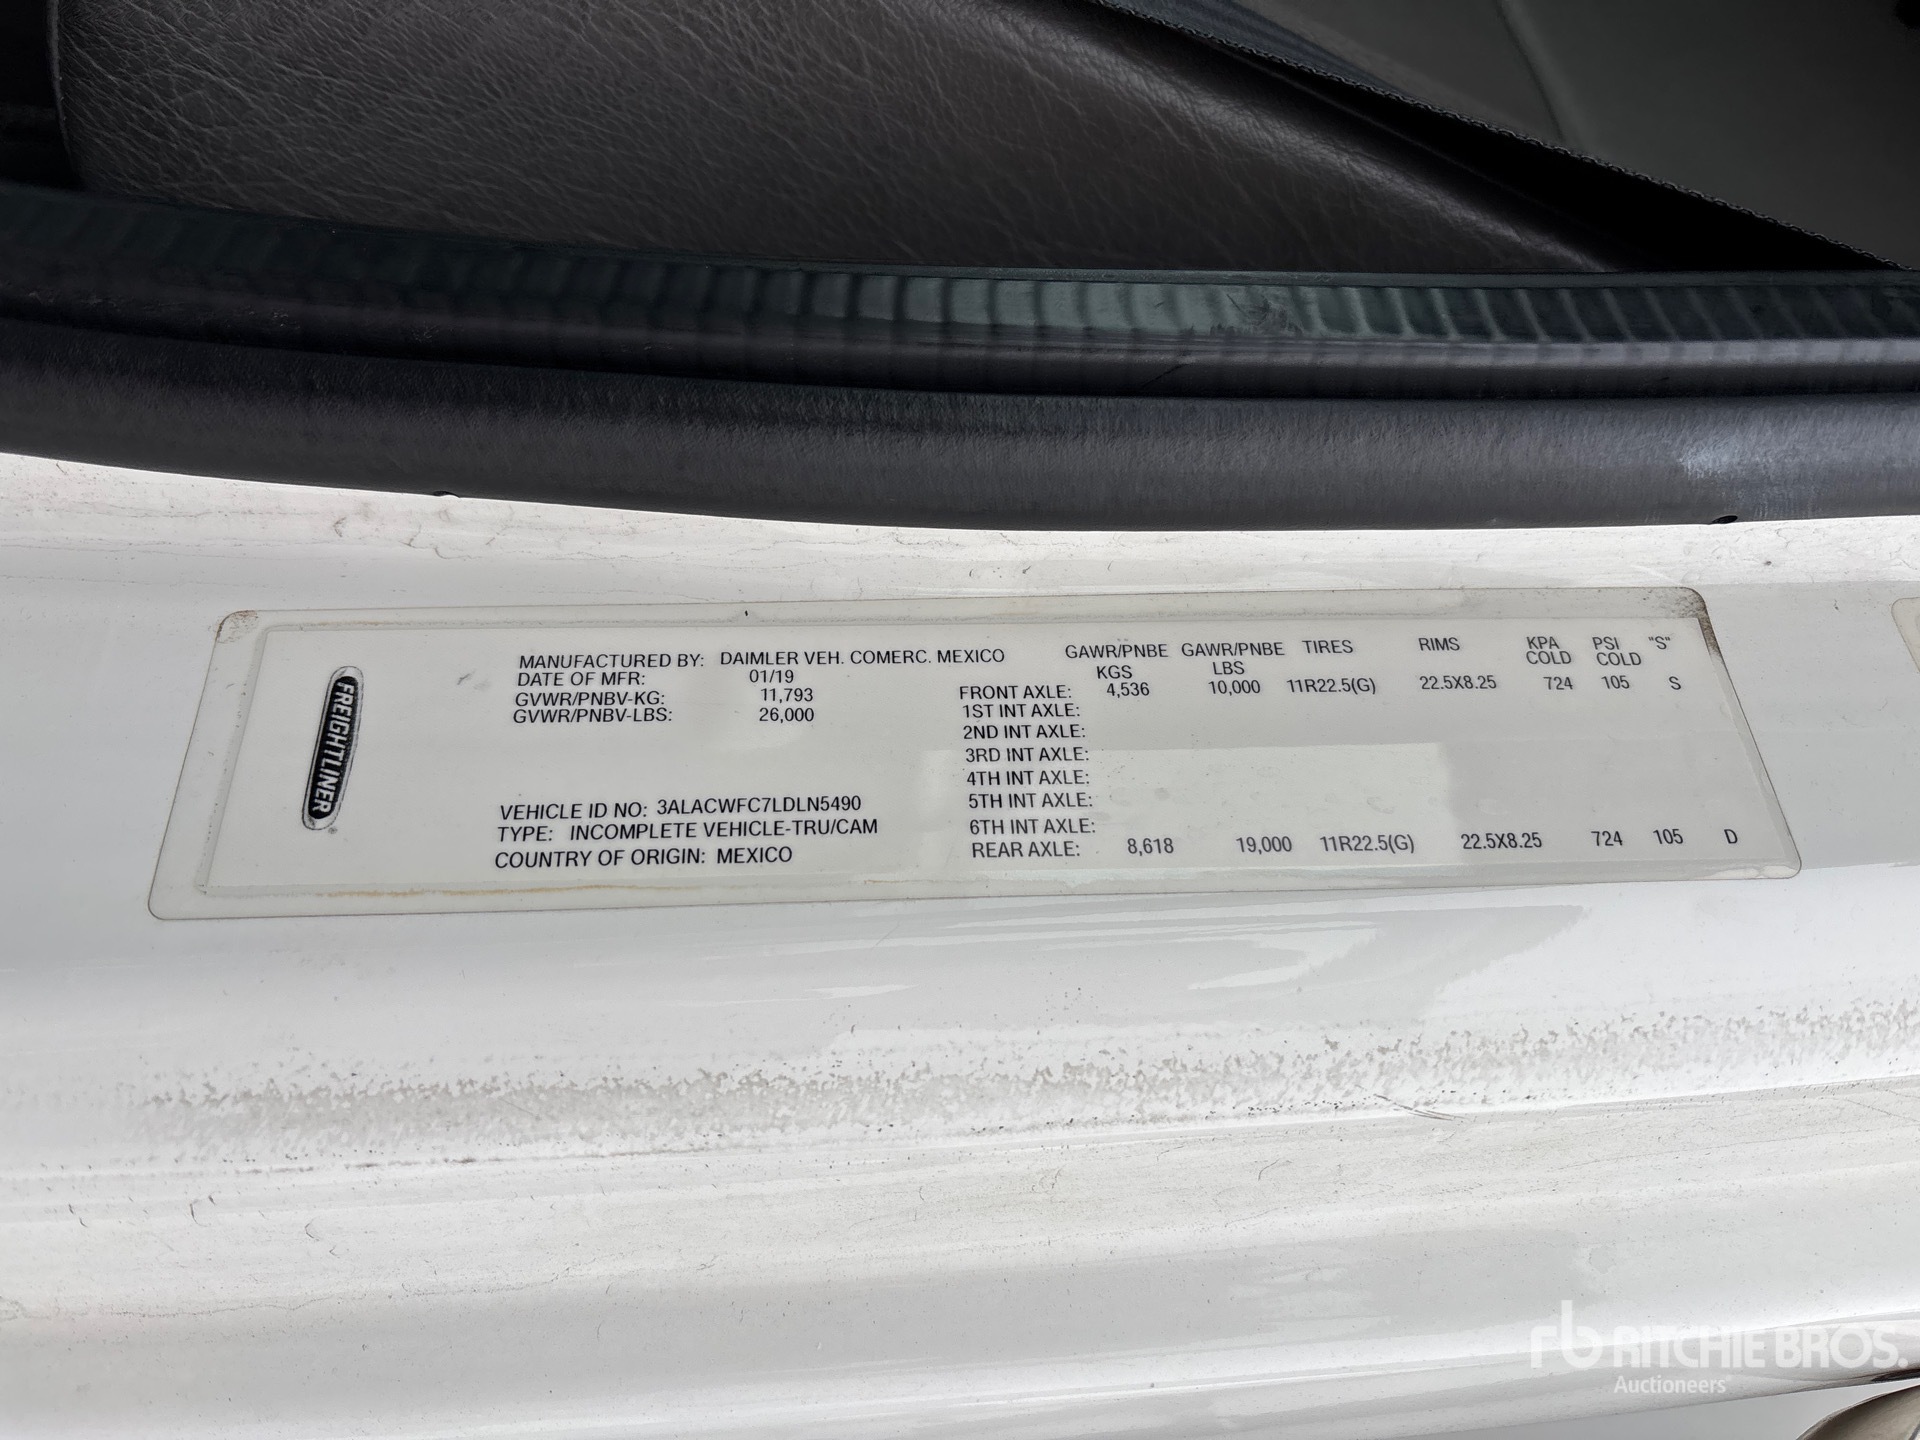 FREIGHTLINER
MANUFACTURED BY: DAIMLER VEH. COMERC. MEXICO
DATE OF MFR: 01/19
GVWR/PNBV-KG: 11,793
GVWR/PNBV-LBS: 26,000
VEHICLE ID NO: 3ALACWFC7LDLN5490
TYPE: INCOMPLETE VEHICLE-TRU/CAM
COUNTRY OF ORIGIN: MEXICO
GAWR/PNBE GAWR/PNBE TIRES RIMS KPA PSI "S"
KGS LBS COLD COLD
FRONT AXLE: 4,536 10,000 11R22.5(G) 22.5X8.25 724 105 S
1ST INT AXLE:
2ND INT AXLE:
3RD INT AXLE:
4TH INT AXLE:
5TH INT AXLE:
6TH INT AXLE:
REAR AXLE: 8,618 19,000 11R22.5(G) 22.5X8.25 724 105 D
rb RITCHIE BROS.
Auctioneers